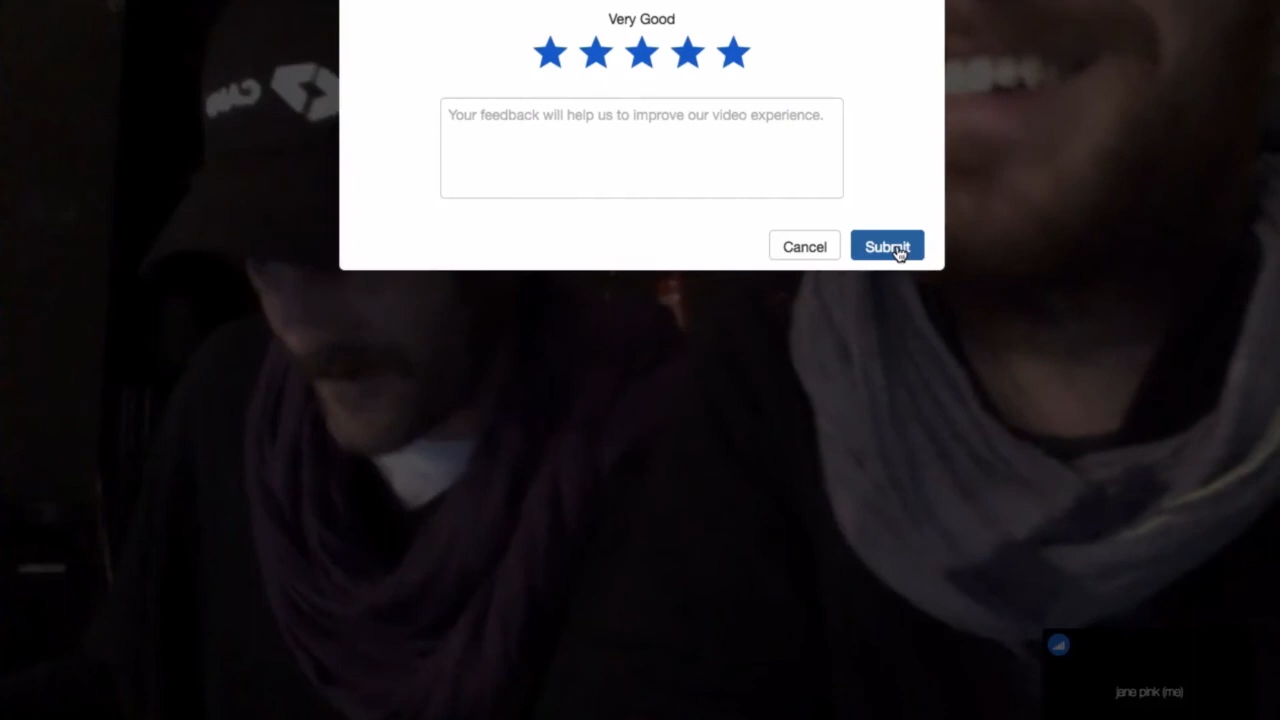 Very Good
Your feedback will help us to improve our video experience.
Cancel
Submit
jane pink (me)